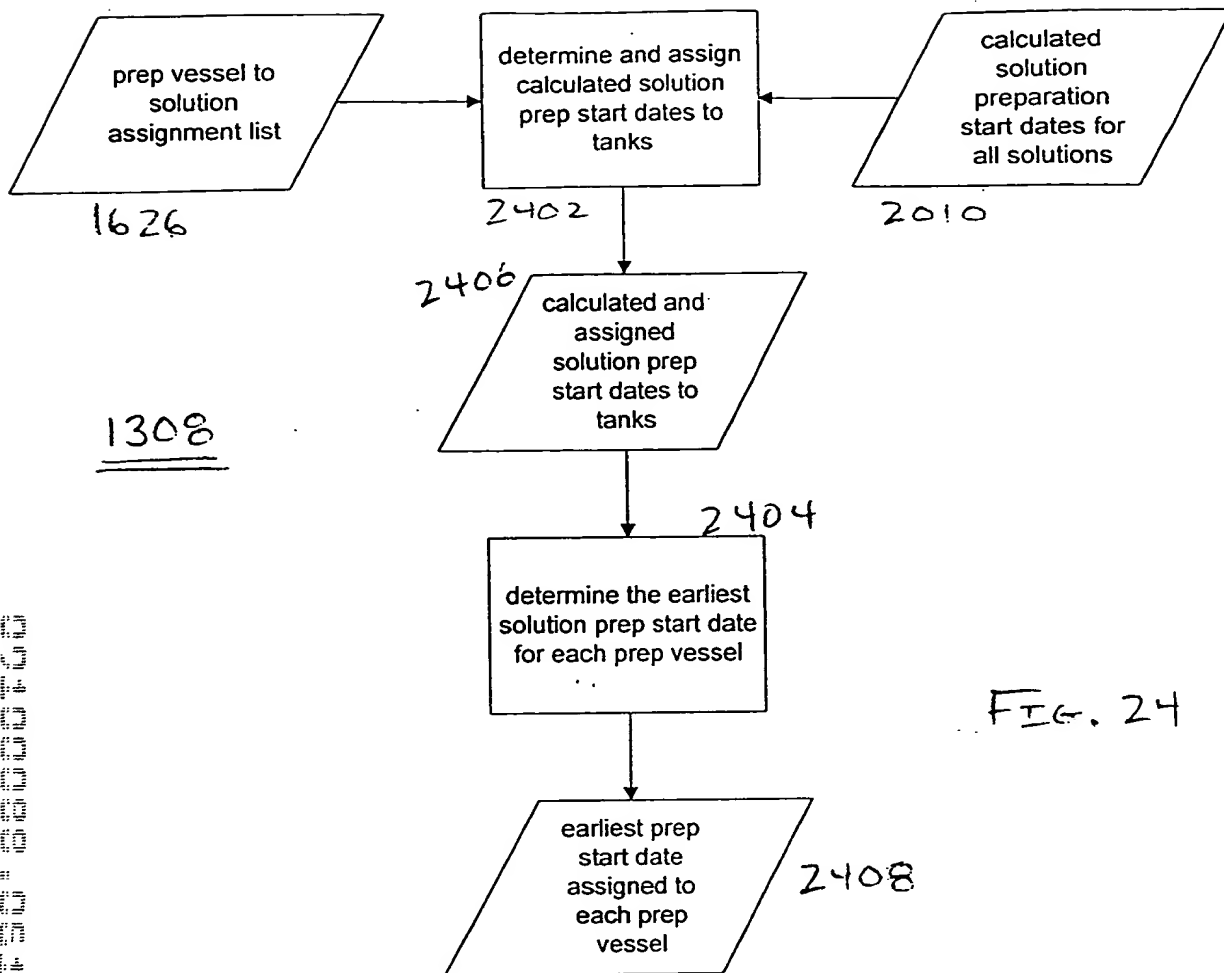 prep vessel to
solution
assignment list
1626
determine and assign
calculated solution
prep start dates to
tanks
2402
calculated
solution
preparation
start dates for
all solutions
2010
2406
calculated and
assigned
solution prep
start dates to
tanks
1308
2404
determine the earliest
solution prep start date
for each prep vessel
FIG. 24
earliest prep
start date
assigned to
each prep
vessel
2408